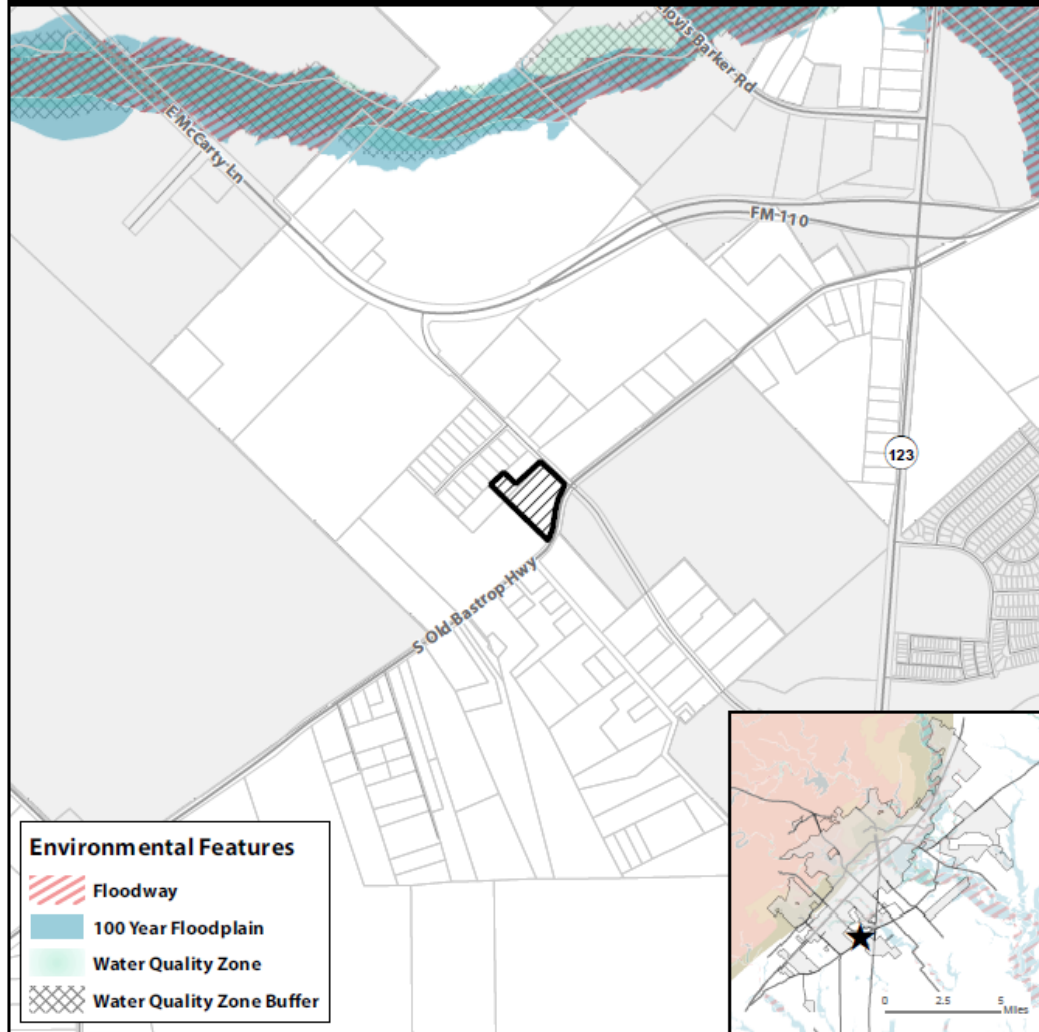 Clovis Barker Rd
E McCarty Ln
FM 110
123
S Old Bastrop Hwy
Environmental Features
Floodway
100 Year Floodplain
Water Quality Zone
Water Quality Zone Buffer
0 2.5 5
Miles